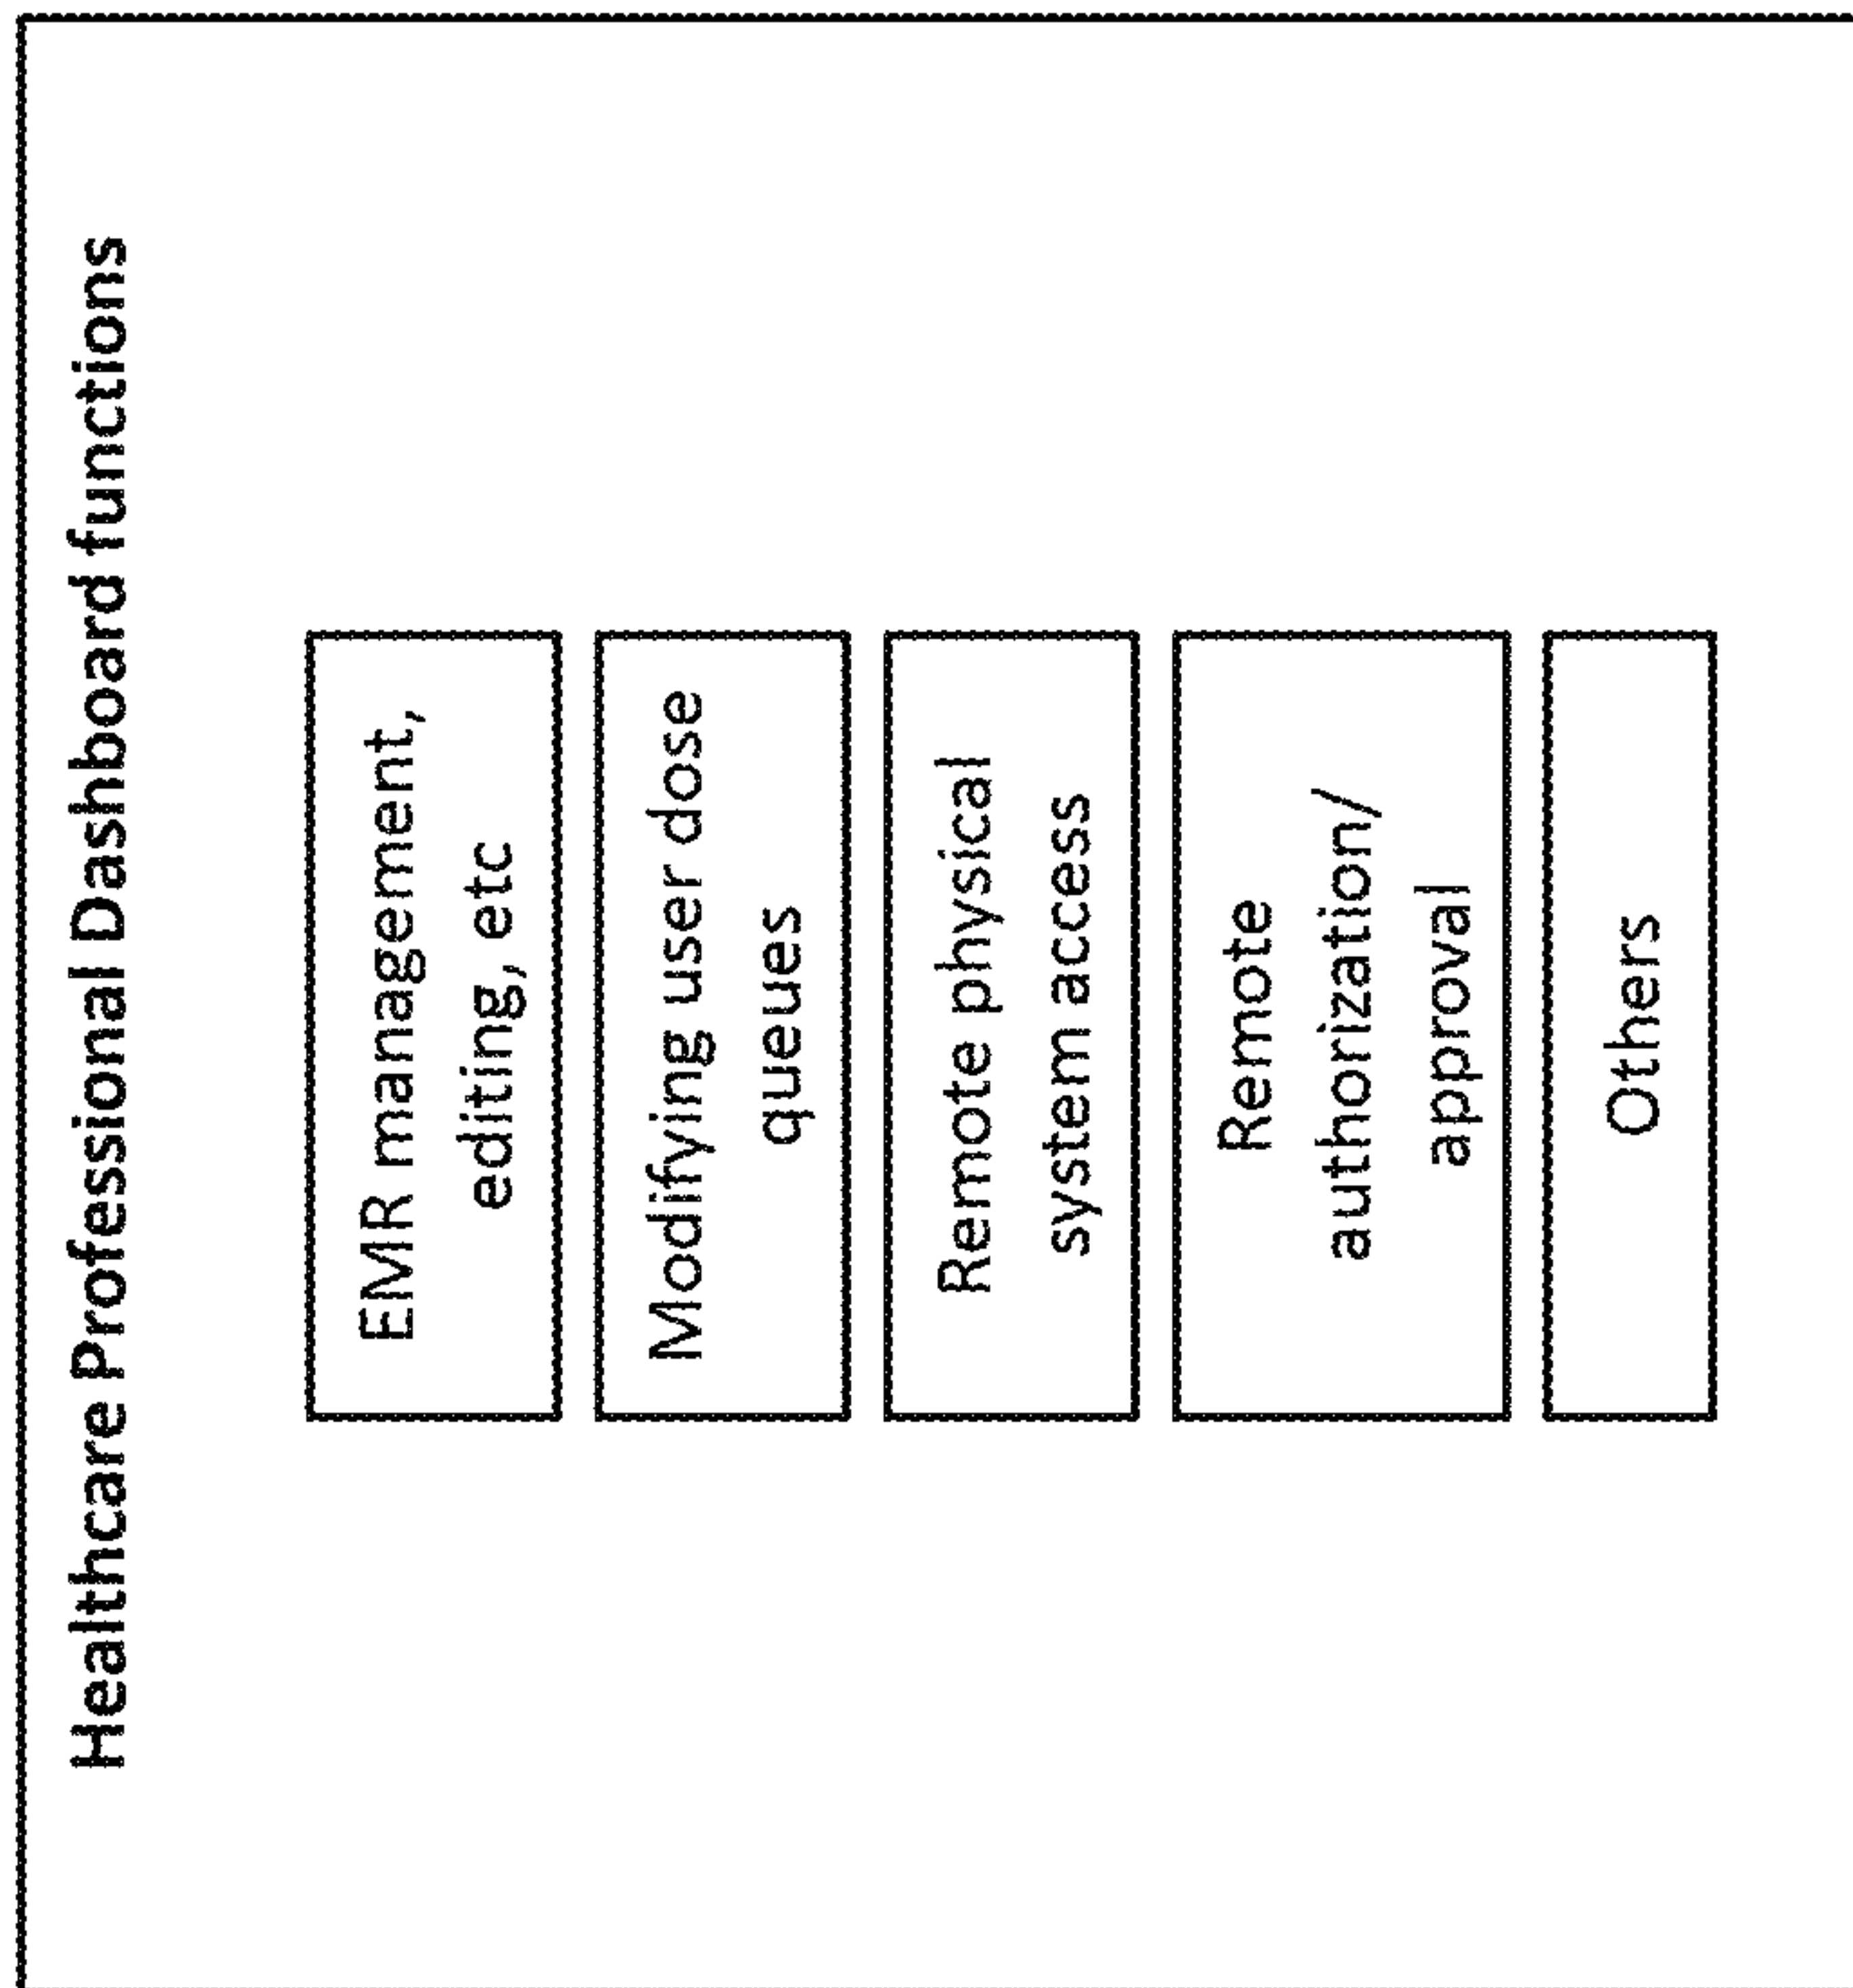 Healthcare Professional Dashboard functions
EMR management,
editing, etc
Modifying user dose
queues
Remote physical
system access
Remote
authorization/
approval
Others